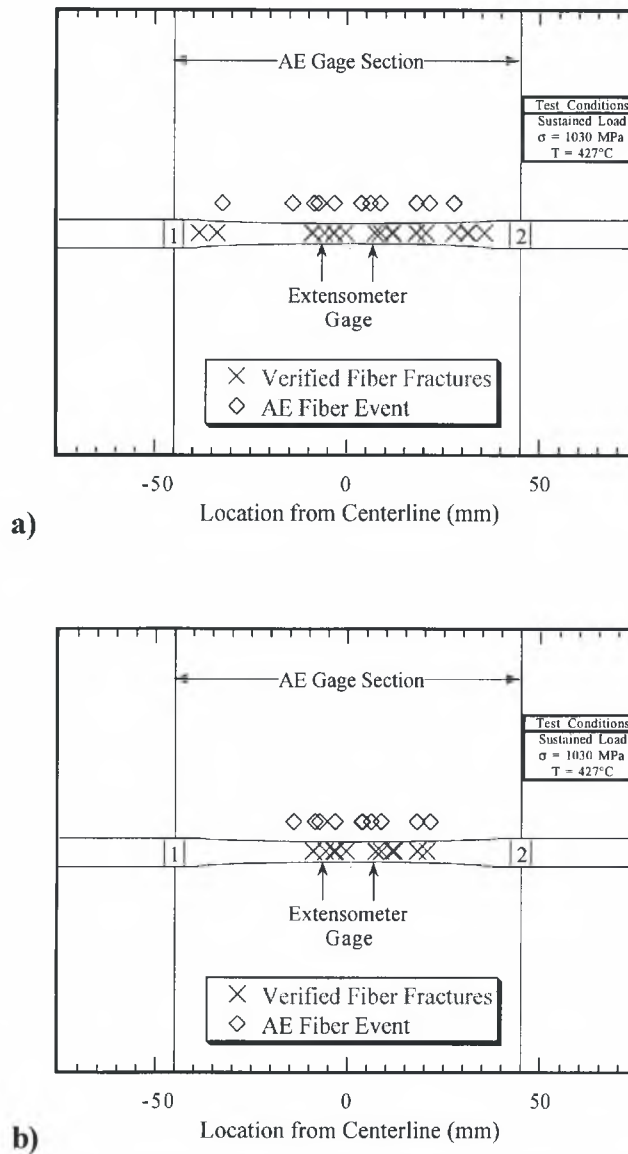 AE Gage Section
Test Conditions
Sustained Load
σ = 1030 MPa
T = 427°C
1
2
Extensometer
Gage
Verified Fiber Fractures
AE Fiber Event
-50
0
50
Location from Centerline (mm)
a)
AE Gage Section
Test Conditions
Sustained Load
σ = 1030 MPa
T = 427°C
1
2
Extensometer
Gage
Verified Fiber Fractures
AE Fiber Event
-50
0
50
Location from Centerline (mm)
b)